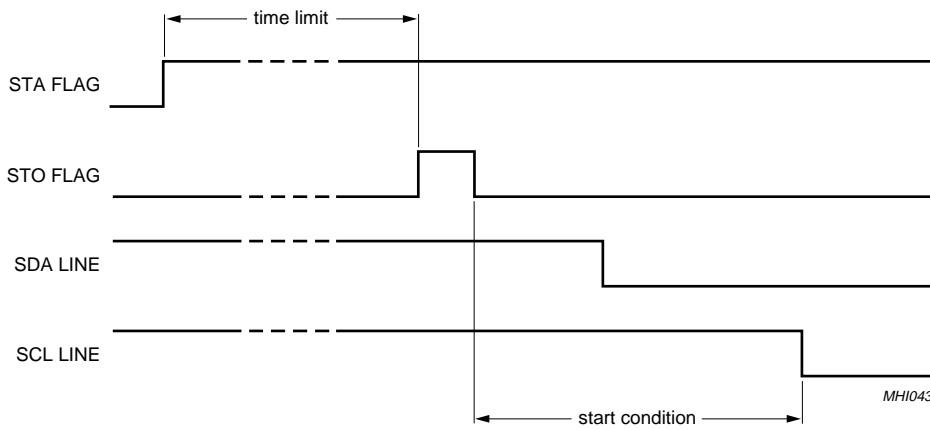 time limit
STA FLAG
STO FLAG
SDA LINE
SCL LINE
MHI043
start condition